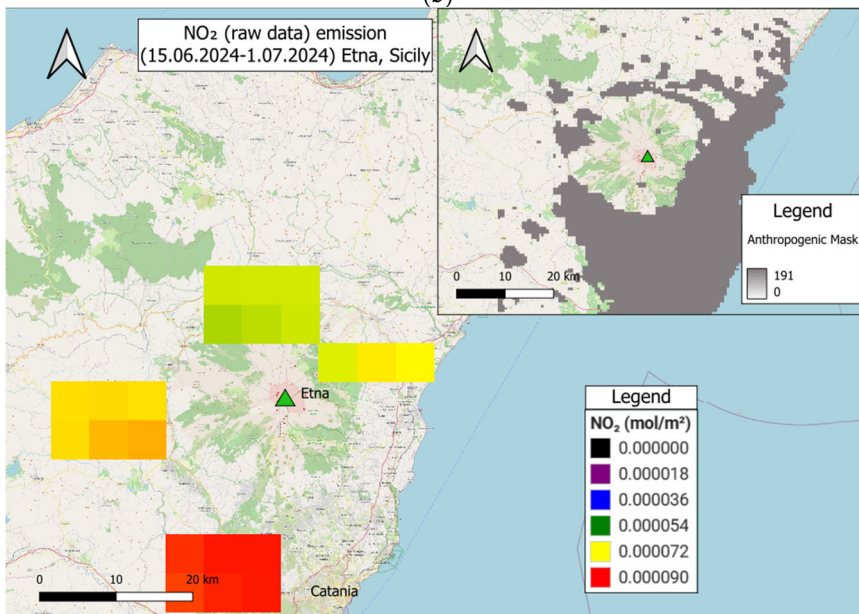 NO₂ (raw data) emission
(15.06.2024-1.07.2024) Etna, Sicily
0 10 20 km
Legend
Anthropogenic Mask
191
0
Etna
Legend
NO₂ (mol/m²)
0.000000
0.000018
0.000036
0.000054
0.000072
0.000090
0 10 20 km
Catania